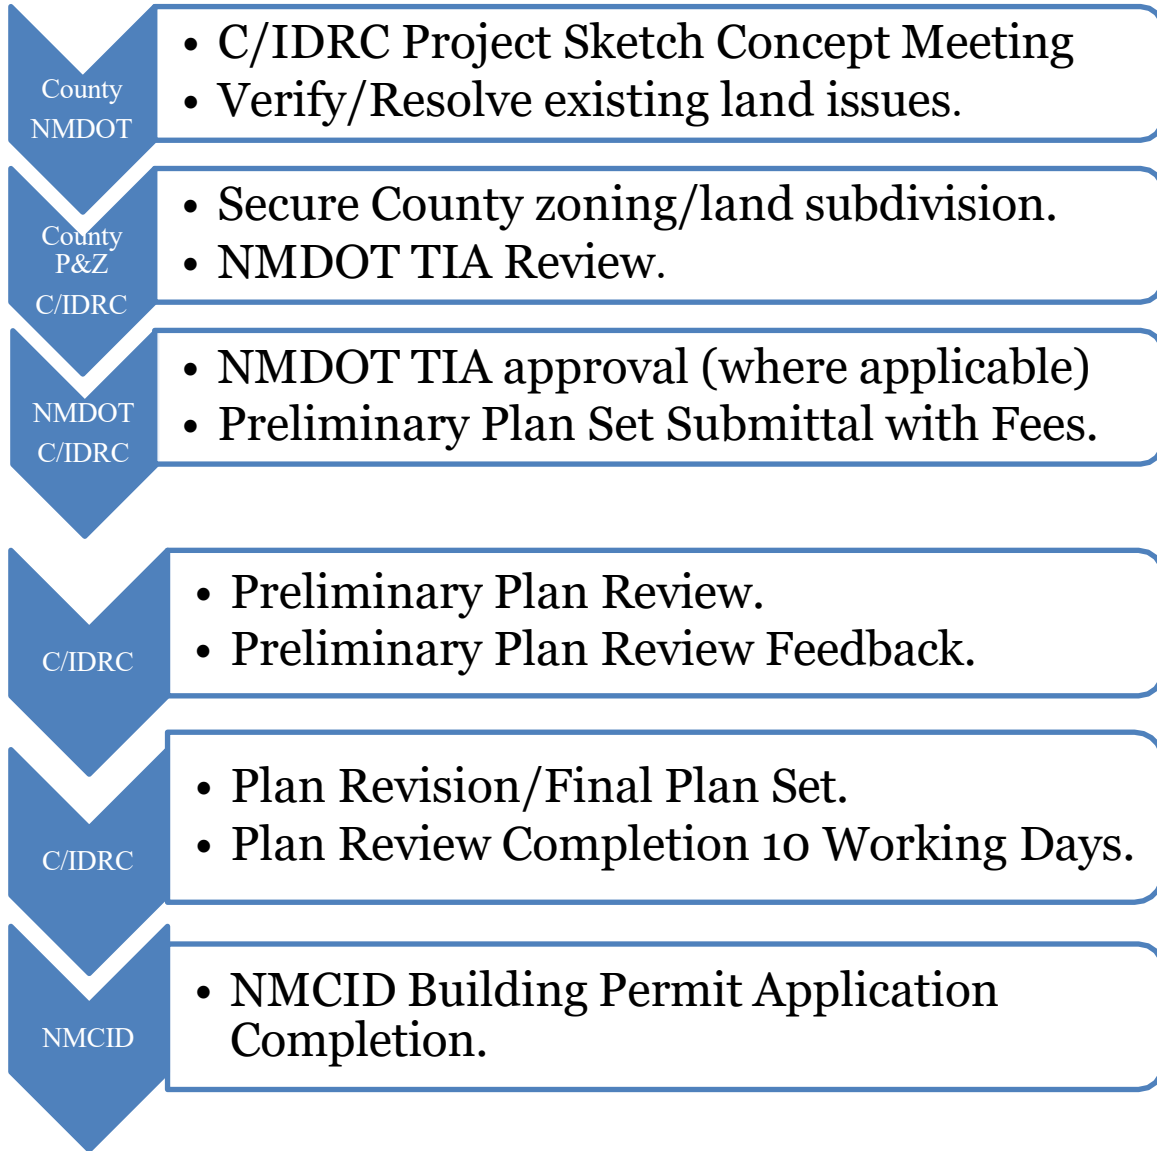 County
NMDOT
• C/IDRC Project Sketch Concept Meeting
• Verify/Resolve existing land issues.
County
P&Z
C/IDRC
• Secure County zoning/land subdivision.
• NMDOT TIA Review.
NMDOT
C/IDRC
• NMDOT TIA approval (where applicable)
• Preliminary Plan Set Submittal with Fees.
C/IDRC
• Preliminary Plan Review.
• Preliminary Plan Review Feedback.
C/IDRC
• Plan Revision/Final Plan Set.
• Plan Review Completion 10 Working Days.
NMCID
• NMCID Building Permit Application
Completion.